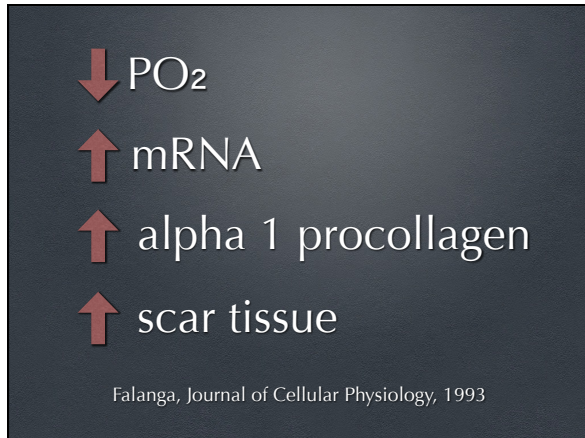 PO₂
mRNA
alpha 1 procollagen
scar tissue
Falanga, Journal of Cellular Physiology, 1993